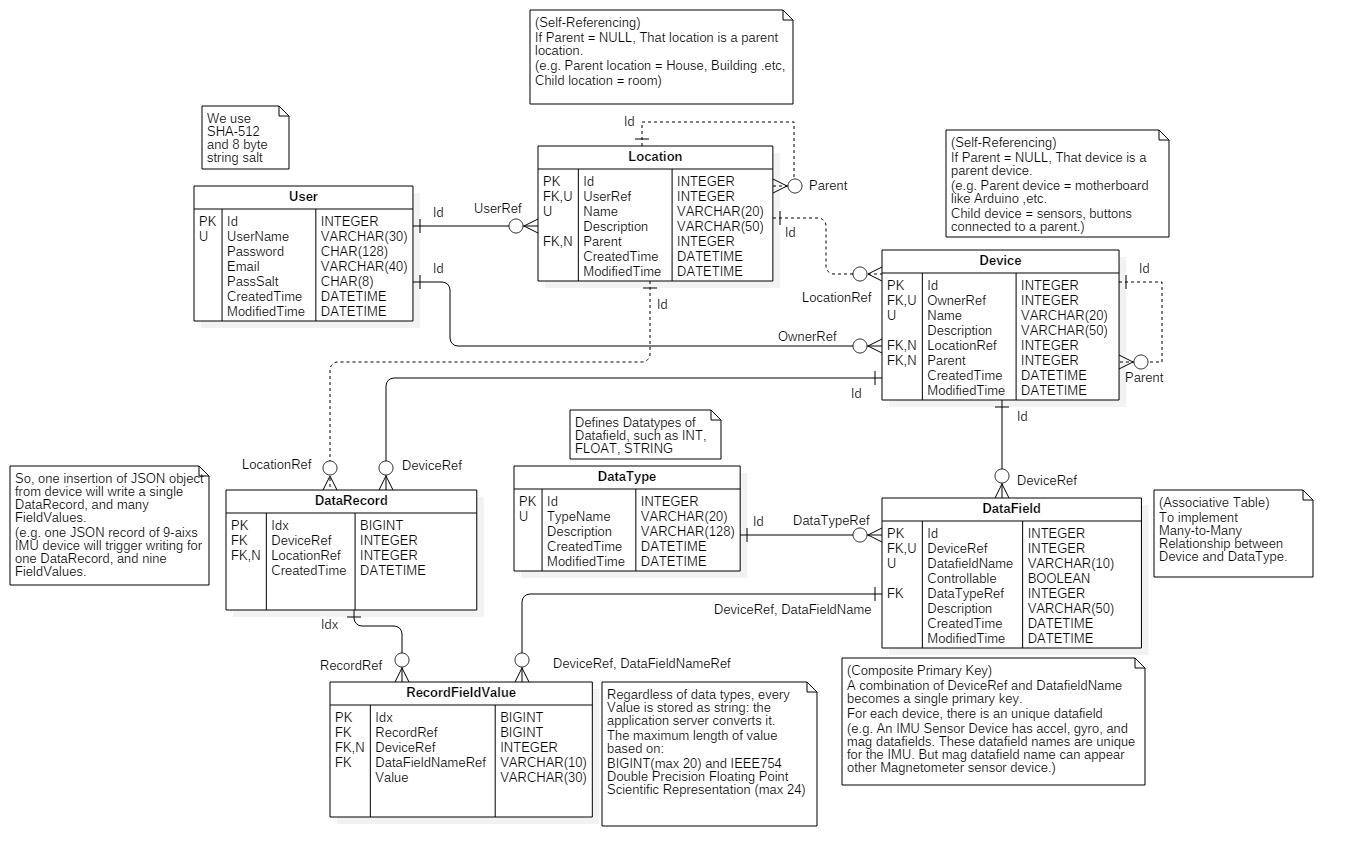 (Self-Referencing)
If Parent = NULL, That location is a parent
location.
(e.g. Parent location = House, Building .etc,
Child location = room)
We use
SHA-512
and 8 byte
string salt
(Self-Referencing)
If Parent = NULL, That device is a
parent device.
(e.g. Parent device = motherboard
like Arduino ,etc.
Child device = sensors, buttons
connected to a parent.)
User
PK Id INTEGER
U UserName VARCHAR(30)
Password CHAR(128)
Email VARCHAR(40)
PassSalt CHAR(8)
CreatedTime DATETIME
ModifiedTime DATETIME
Id
UserRef
Id
OwnerRef
Id
Location
PK Id INTEGER
FK,U UserRef INTEGER
U Name VARCHAR(20)
Description VARCHAR(50)
FK,N Parent INTEGER
CreatedTime DATETIME
ModifiedTime DATETIME
Parent
Id
LocationRef
Id
Device
PK Id INTEGER
FK,U OwnerRef INTEGER
U Name VARCHAR(20)
Description VARCHAR(50)
FK,N LocationRef INTEGER
FK,N Parent INTEGER
CreatedTime DATETIME
ModifiedTime DATETIME
Id
Parent
Id
Id
LocationRef
DeviceRef
DeviceRef
So, one insertion of JSON object
from device will write a single
DataRecord, and many
FieldValues.
(e.g. one JSON record of 9-aixs
IMU device will trigger writing for
one DataRecord, and nine
FieldValues.
DataRecord
PK Idx BIGINT
FK DeviceRef INTEGER
FK,N LocationRef INTEGER
CreatedTime DATETIME
Defines Datatypes of
Datafield, such as INT,
FLOAT, STRING
DataType
PK Id INTEGER
U TypeName VARCHAR(20)
Description VARCHAR(128)
CreatedTime DATETIME
ModifiedTime DATETIME
Id
DataTypeRef
DataField
PK Id INTEGER
FK,U DeviceRef INTEGER
U DatafieldName VARCHAR(10)
Controllable BOOLEAN
FK DataTypeRef INTEGER
Description VARCHAR(50)
CreatedTime DATETIME
ModifiedTime DATETIME
(Associative Table)
To implement
Many-to-Many
Relationship between
Device and DataType.
DeviceRef, DataFieldName
Idx
RecordRef
DeviceRef, DataFieldNameRef
RecordFieldValue
PK Idx BIGINT
FK RecordRef BIGINT
FK,N DeviceRef INTEGER
FK DataFieldNameRef VARCHAR(10)
Value VARCHAR(30)
Regardless of data types, every
Value is stored as string: the
application server converts it.
The maximum length of value
based on:
BIGINT(max 20) and IEEE754
Double Precision Floating Point
Scientific Representation (max 24)
(Composite Primary Key)
A combination of DeviceRef and DatafieldName
becomes a single primary key.
For each device, there is an unique datafield
(e.g. An IMU Sensor Device has accel, gyro, and
mag datafields. These datafield names are unique
for the IMU. But mag datafield name can appear
other Magnetometer sensor device.)